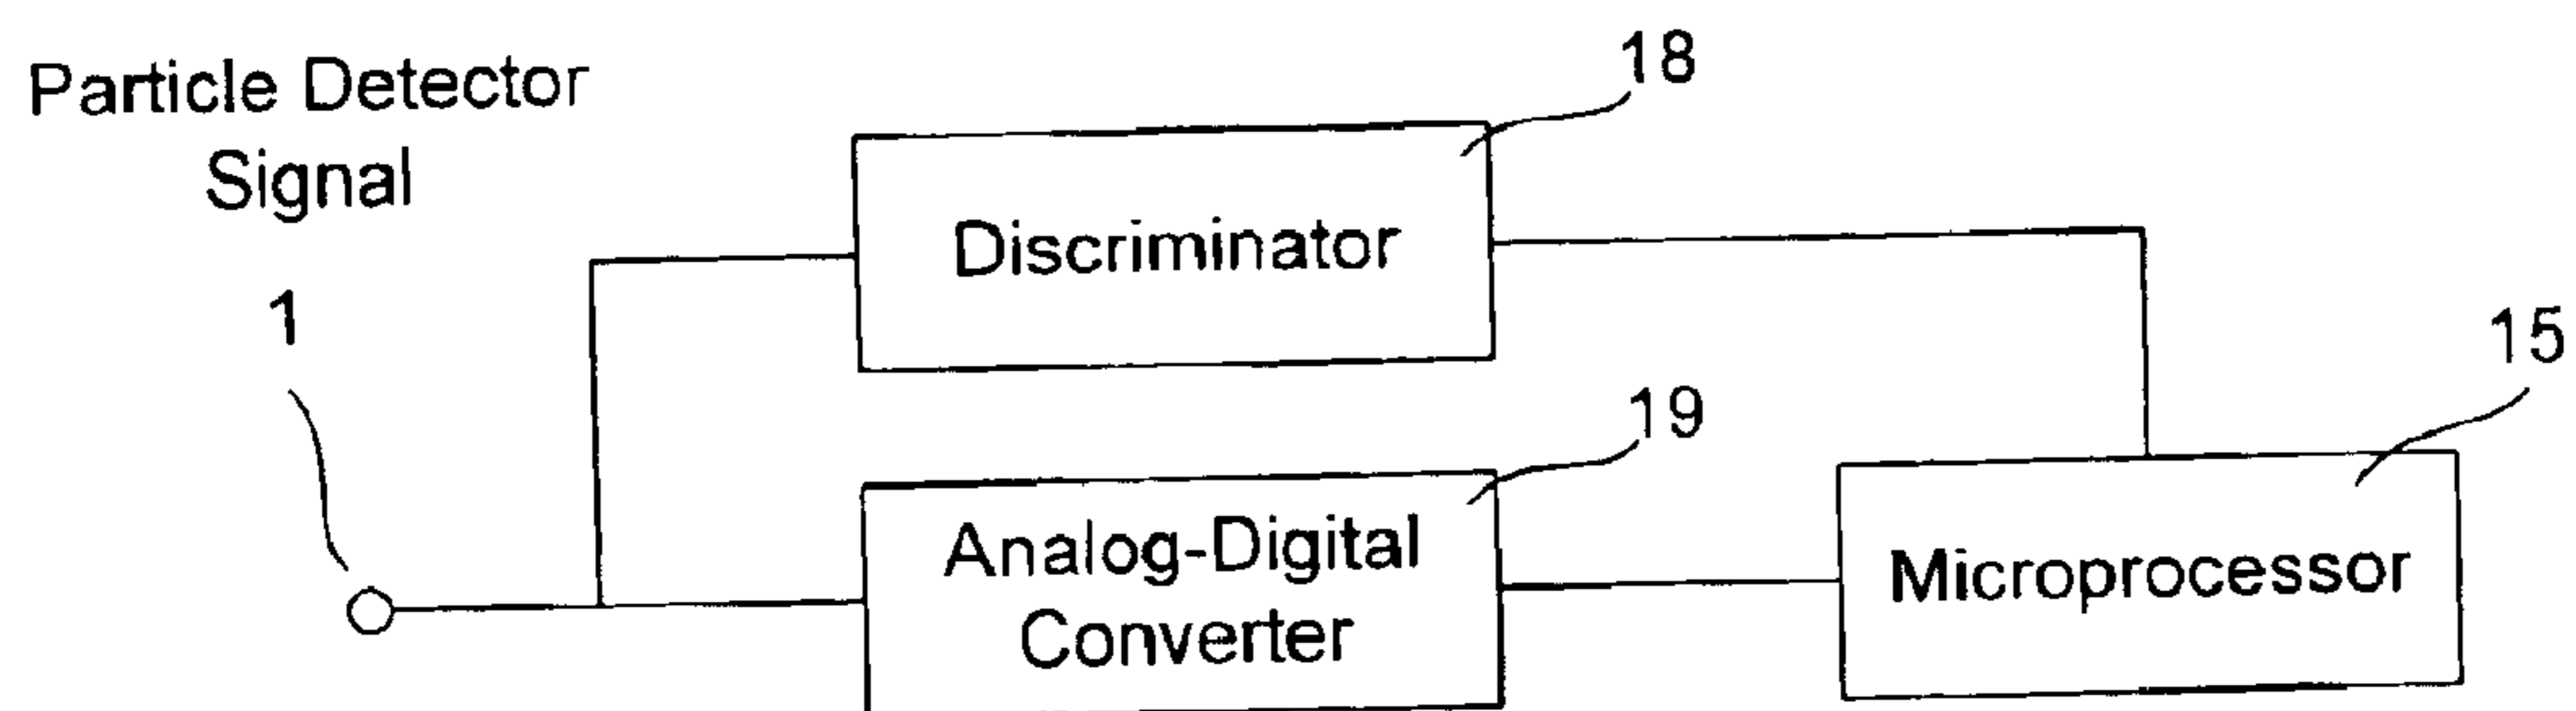 Particle Detector
Signal
1
18
Discriminator
19
Analog-Digital
Converter
15
Microprocessor